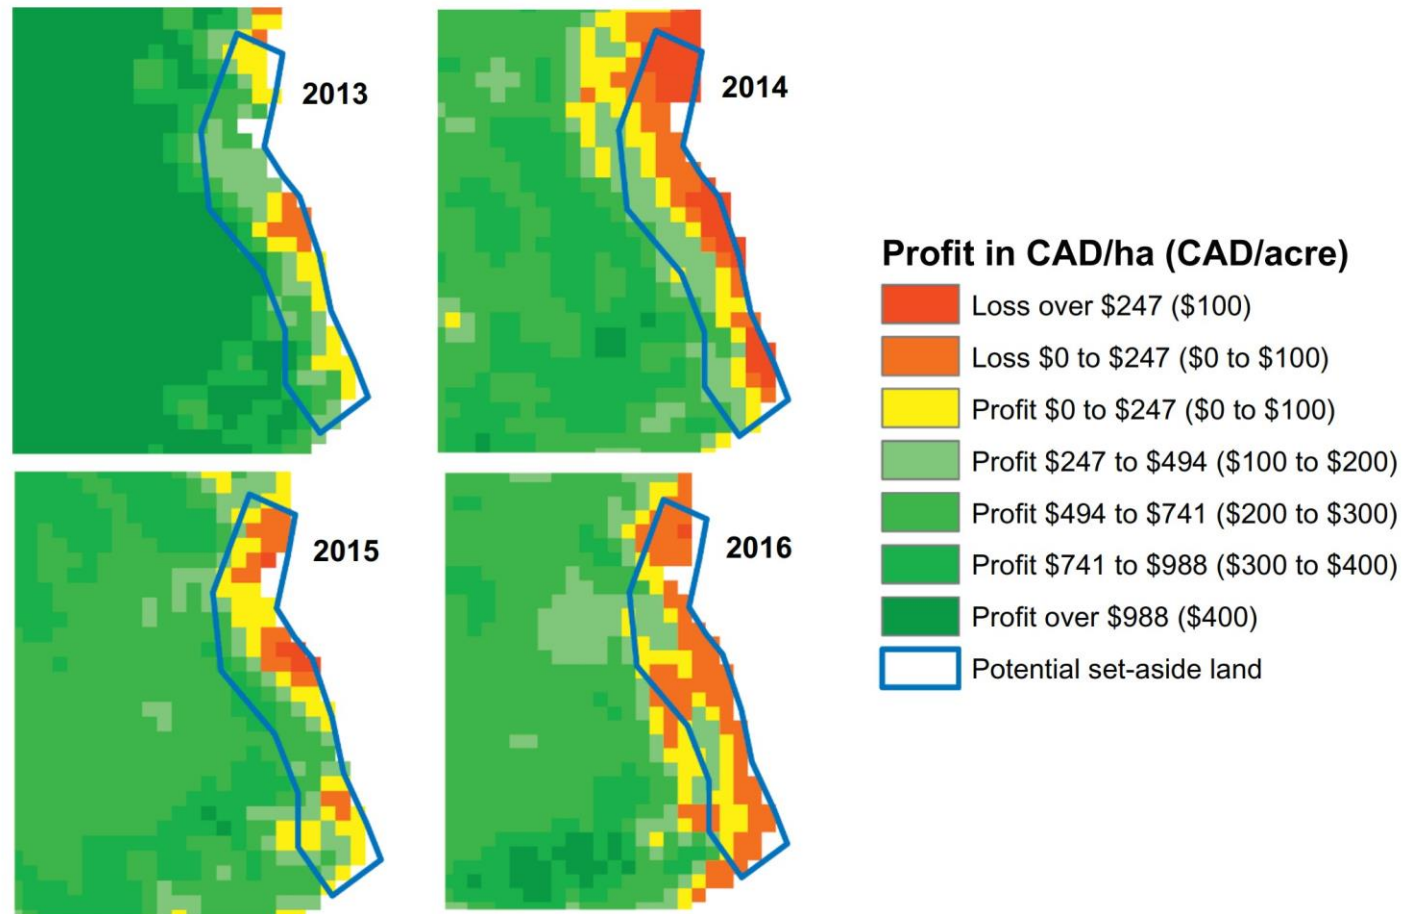 2013
2014
Profit in CAD/ha (CAD/acre)
Loss over $247 ($100)
Loss $0 to $247 ($0 to $100)
Profit $0 to $247 ($0 to $100)
Profit $247 to $494 ($100 to $200)
Profit $494 to $741 ($200 to $300)
Profit $741 to $988 ($300 to $400)
Profit over $988 ($400)
Potential set-aside land
2015
2016